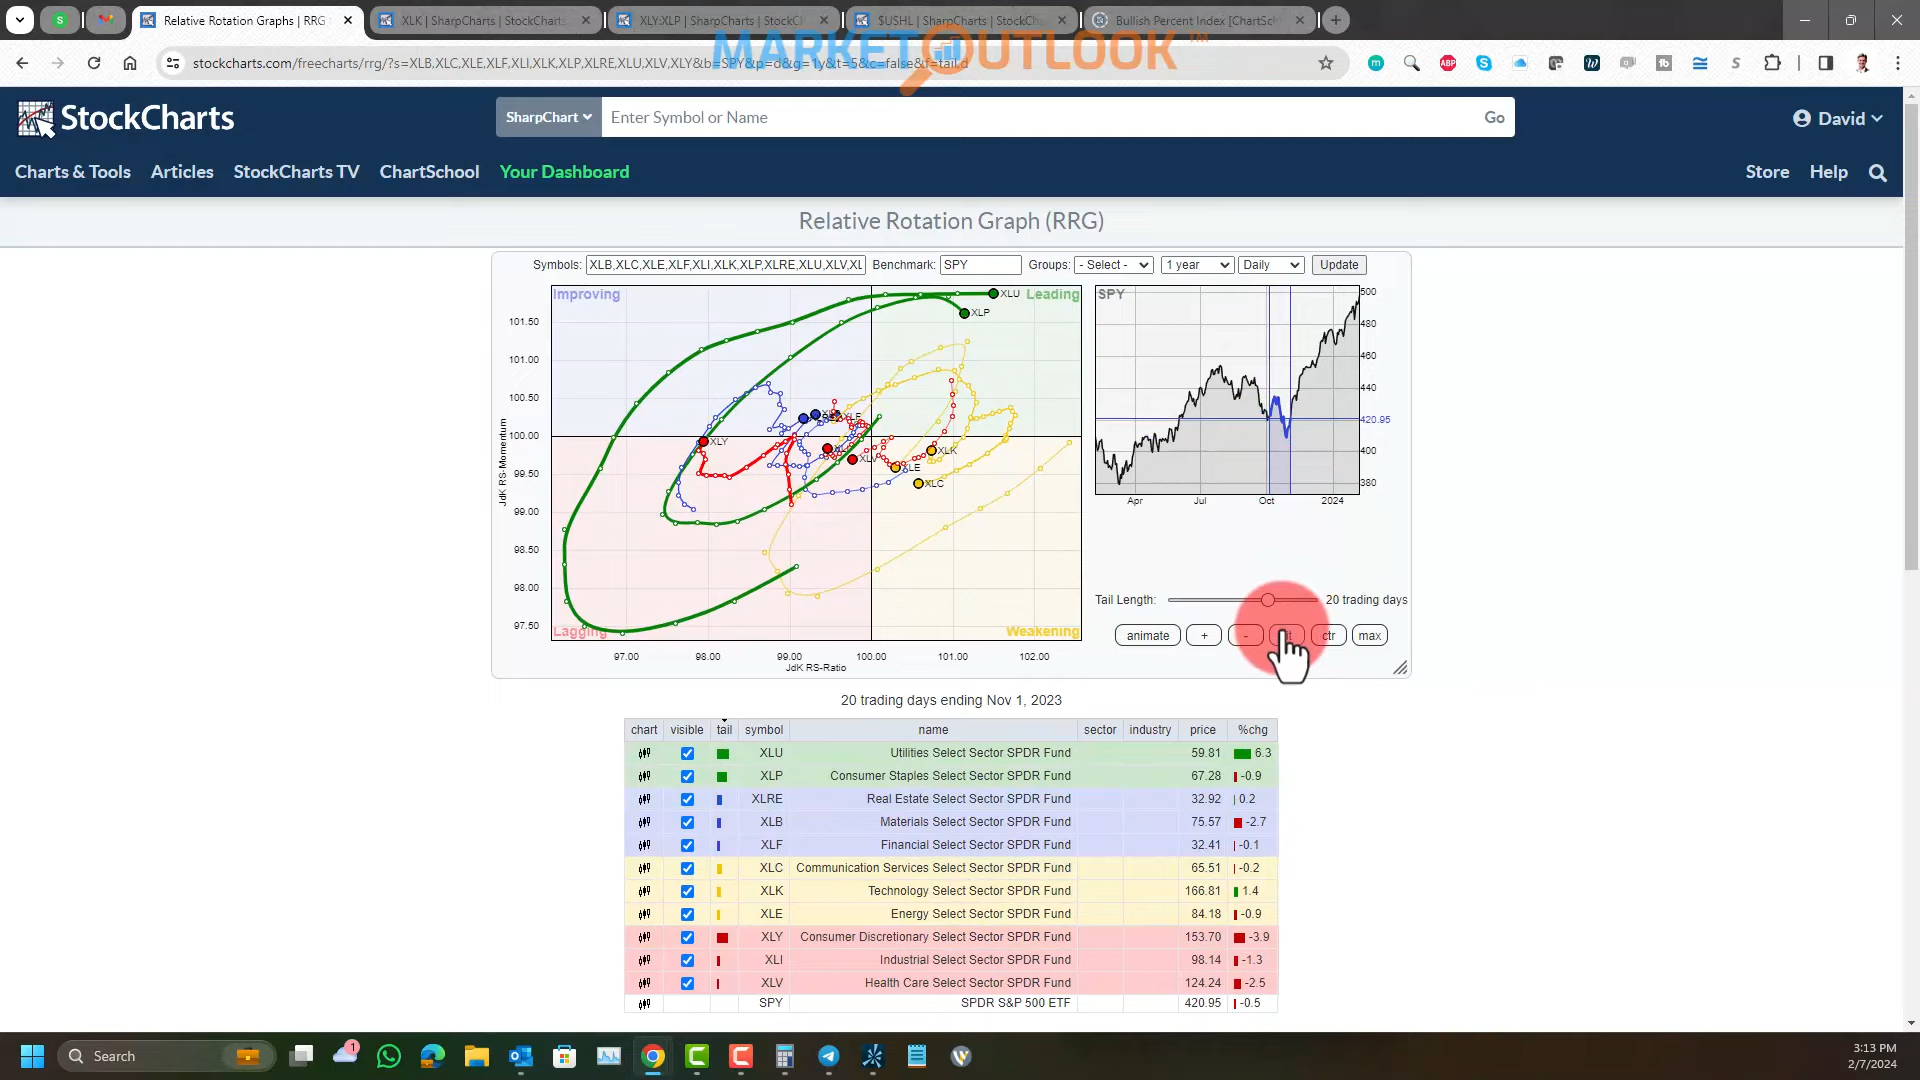 Relative Rotation Graphs | RRG
XLK | SharpCharts | StockCharts
XLY:XLP | SharpCharts | StockCh
$USHL | SharpCharts | StockCha
Bullish Percent Index [ChartSch
MARKET OUTLOOK ™
stockcharts.com/freecharts/rrg/?s=XLB,XLC,XLE,XLF,XLI,XLK,XLP,XLRE,XLU,XLV,XLY&b=SPY&p=d&g=1y&t=5&c=false&f=tail,d
StockCharts
SharpChart
Enter Symbol or Name
Go
David
Charts & Tools
Articles
StockCharts TV
ChartSchool
Your Dashboard
Store
Help
Relative Rotation Graph (RRG)
Symbols: XLB,XLC,XLE,XLF,XLI,XLK,XLP,XLRE,XLU,XLV,XL
Benchmark: SPY
Groups: - Select -
1 year
Daily
Update
Improving
Leading
XLU
XLP
XLF
XLY
XLV
XLK
XLE
XLC
Lagging
Weakening
101.50
101.00
100.50
100.00
99.50
99.00
98.50
98.00
97.50
JdK RS-Momentum
97.00 98.00 99.00 100.00 101.00 102.00
JdK RS-Ratio
SPY
500
480
460
440
420.95
400
380
Apr Jul Oct 2024
Tail Length:
20 trading days
animate + - ctr max
20 trading days ending Nov 1, 2023
chart visible tail symbol name sector industry price %chg
XLU Utilities Select Sector SPDR Fund 59.81 6.3
XLP Consumer Staples Select Sector SPDR Fund 67.28 -0.9
XLRE Real Estate Select Sector SPDR Fund 32.92 0.2
XLB Materials Select Sector SPDR Fund 75.57 -2.7
XLF Financial Select Sector SPDR Fund 32.41 -0.1
XLC Communication Services Select Sector SPDR Fund 65.51 -0.2
XLK Technology Select Sector SPDR Fund 166.81 1.4
XLE Energy Select Sector SPDR Fund 84.18 -0.9
XLY Consumer Discretionary Select Sector SPDR Fund 153.70 -3.9
XLI Industrial Select Sector SPDR Fund 98.14 -1.3
XLV Health Care Select Sector SPDR Fund 124.24 -2.5
SPY SPDR S&P 500 ETF 420.95 -0.5
Search
3:13 PM
2/7/2024